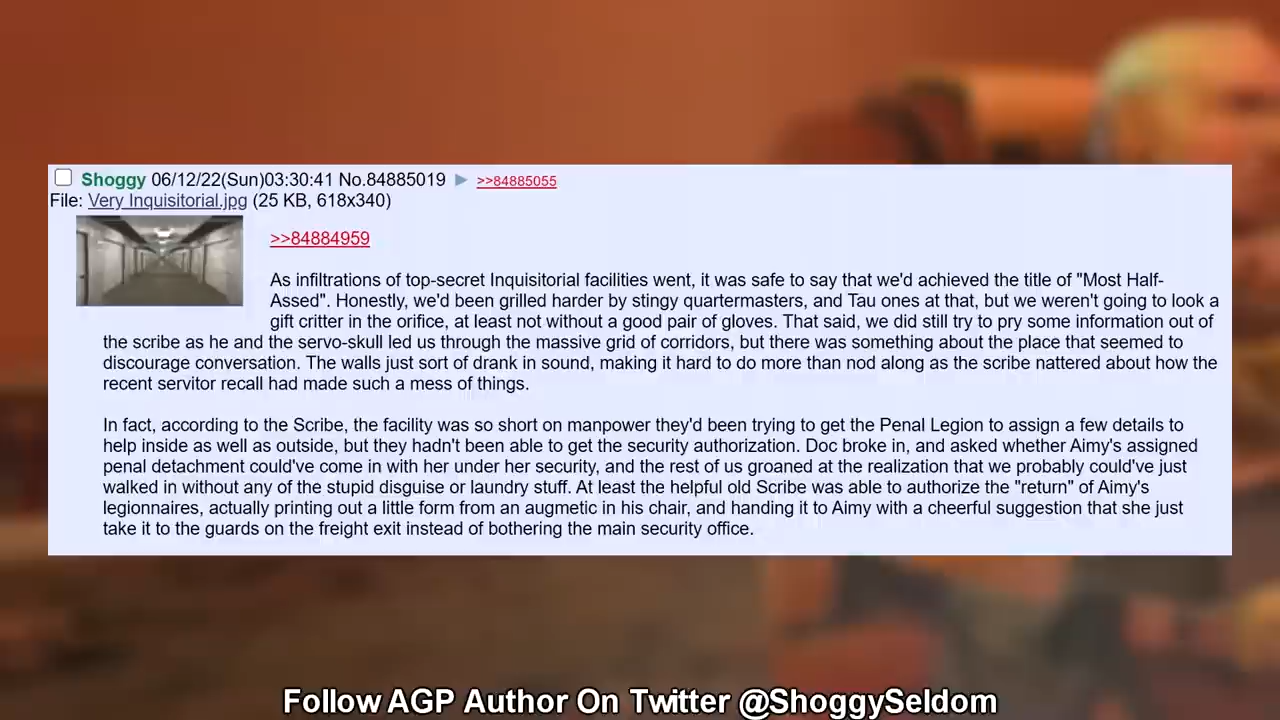 Shoggy 06/12/22(Sun)03:30:41 No.84885019 ▶ >>84885055
File: Very Inquisitorial.jpg (25 KB, 618x340)
>>84884959
As infiltrations of top-secret Inquisitorial facilities went, it was safe to say that we'd achieved the title of "Most Half-
Assed". Honestly, we'd been grilled harder by stingy quartermasters, and Tau ones at that, but we weren't going to look a
gift critter in the orifice, at least not without a good pair of gloves. That said, we did still try to pry some information out of
the scribe as he and the servo-skull led us through the massive grid of corridors, but there was something about the place that seemed to
discourage conversation. The walls just sort of drank in sound, making it hard to do more than nod along as the scribe nattered about how the
recent servitor recall had made such a mess of things.
In fact, according to the Scribe, the facility was so short on manpower they'd been trying to get the Penal Legion to assign a few details to
help inside as well as outside, but they hadn't been able to get the security authorization. Doc broke in, and asked whether Aimy's assigned
penal detachment could've come in with her under her security, and the rest of us groaned at the realization that we probably could've just
walked in without any of the stupid disguise or laundry stuff. At least the helpful old Scribe was able to authorize the "return" of Aimy's
legionnaires, actually printing out a little form from an augmetic in his chair, and handing it to Aimy with a cheerful suggestion that she just
take it to the guards on the freight exit instead of bothering the main security office.
Follow AGP Author On Twitter @ShoggySeldom